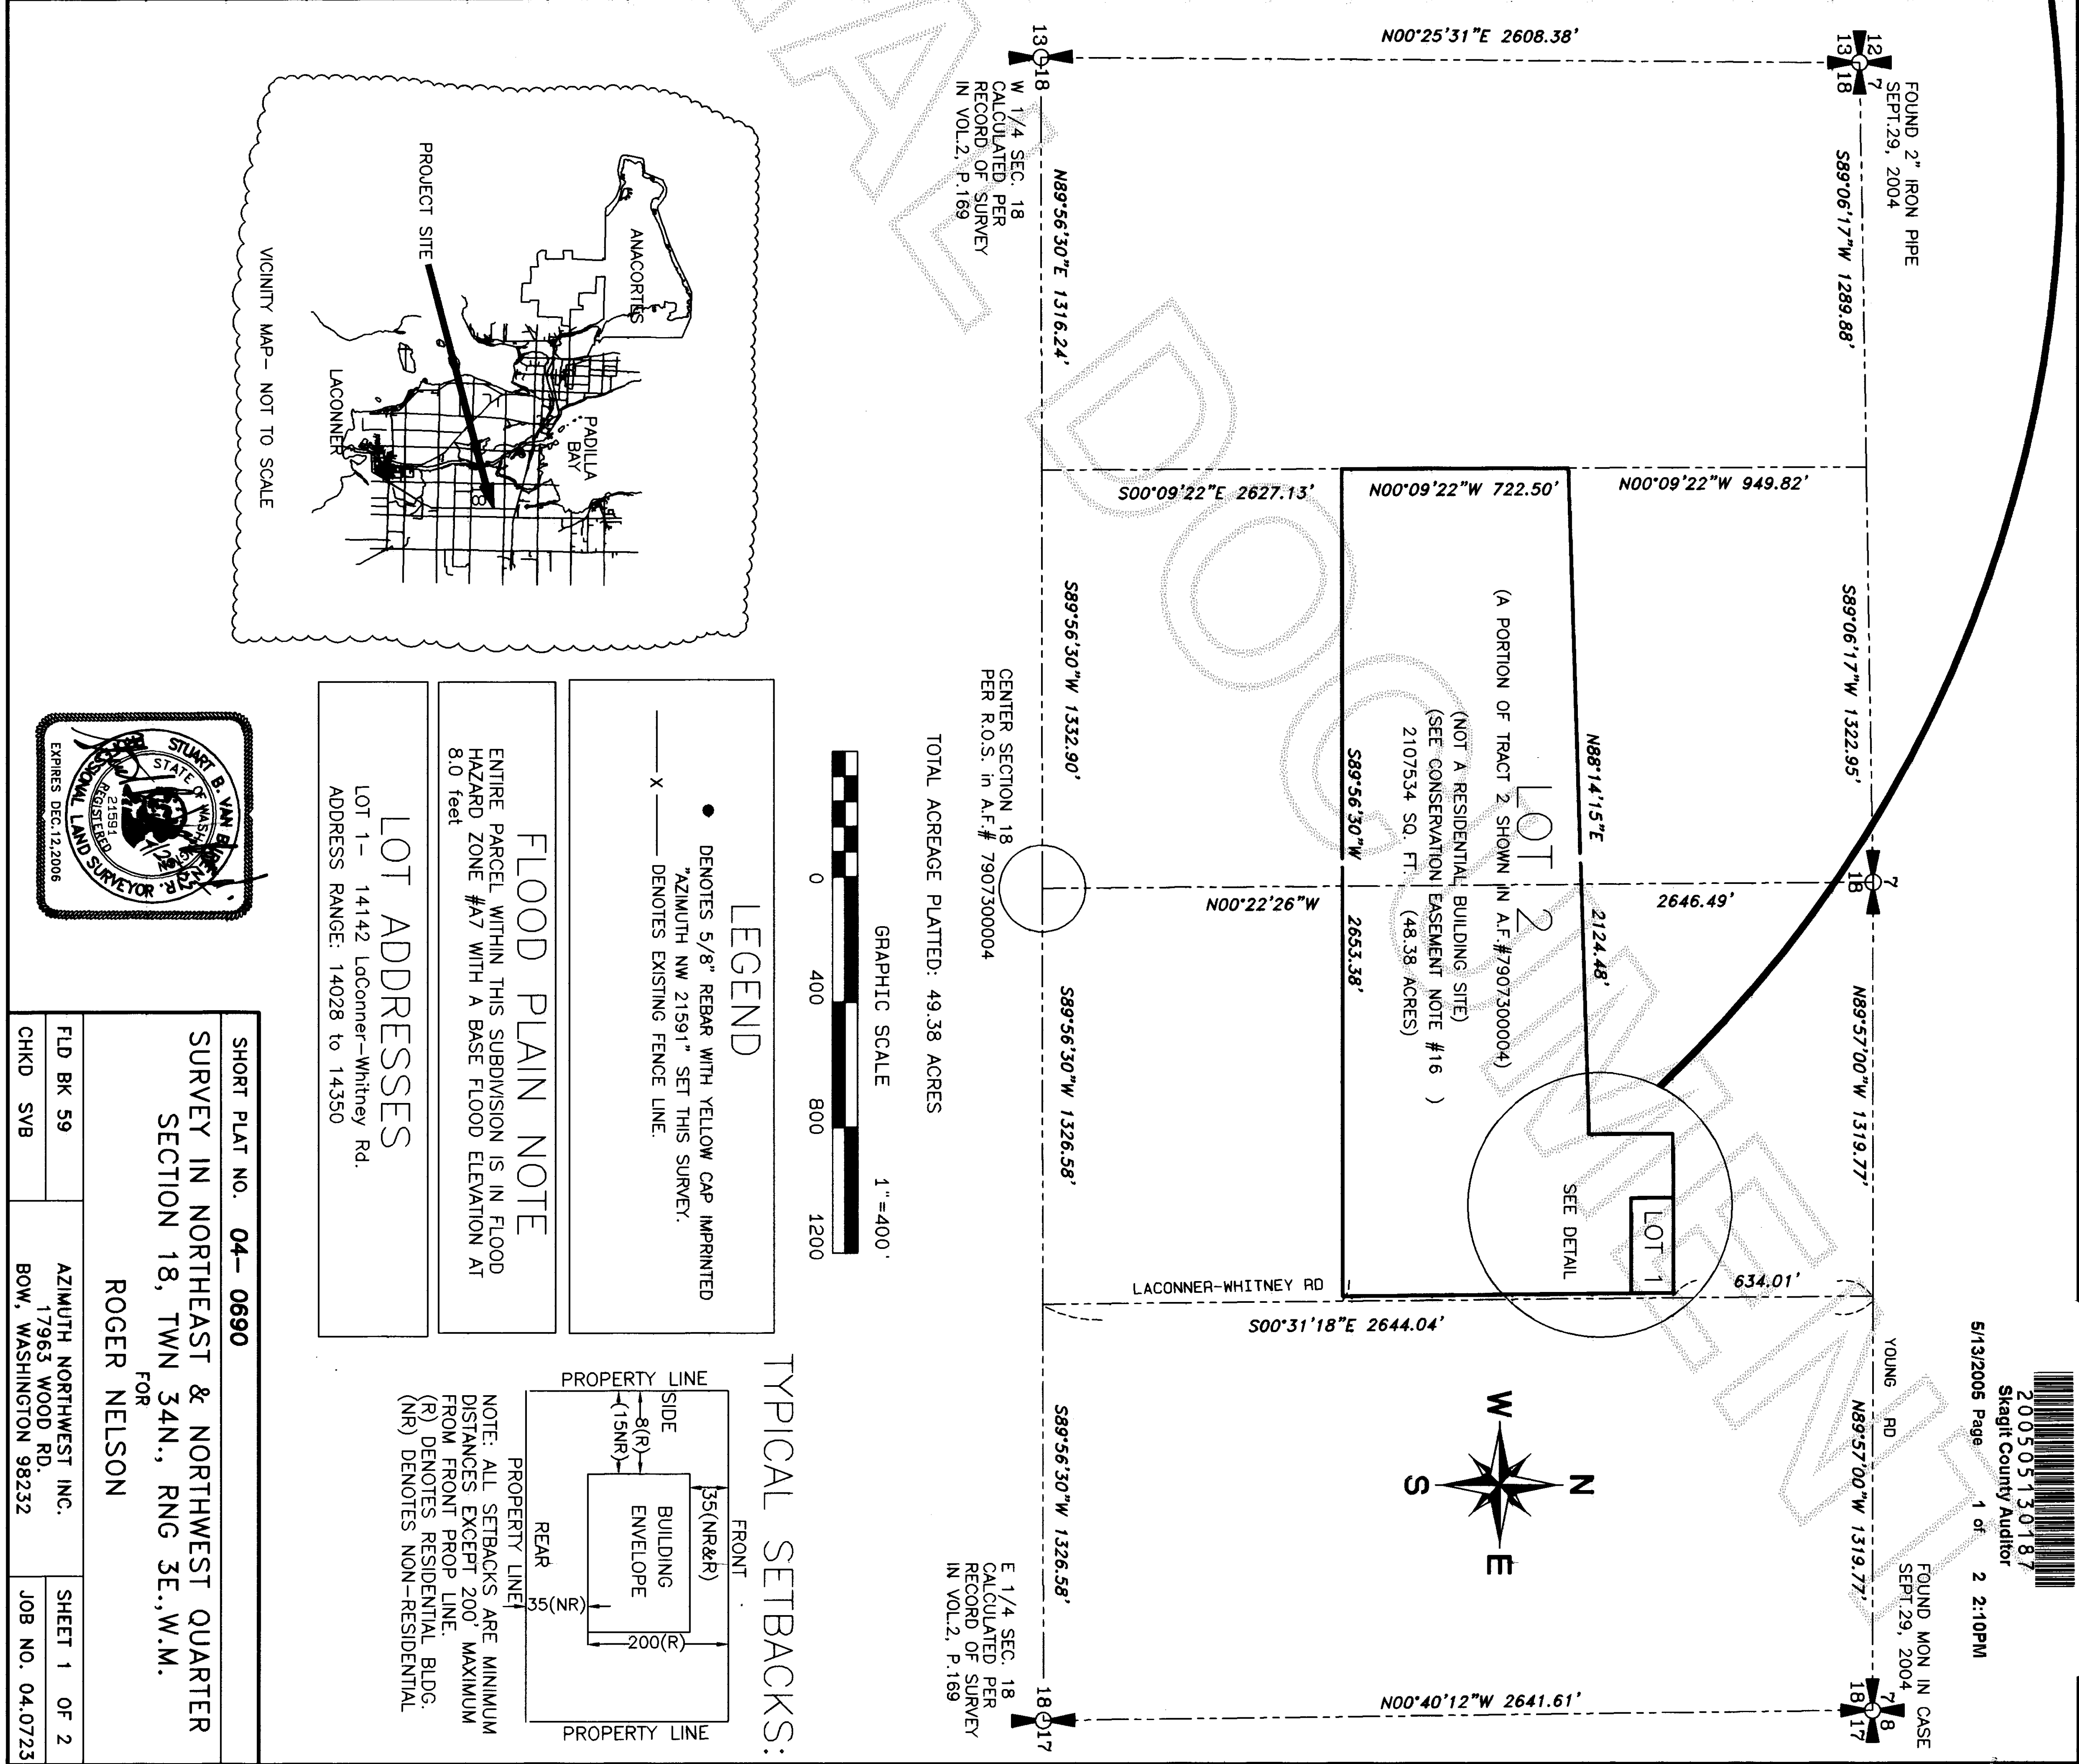 200505130187
Skagit County Auditor
5/13/2005 Page 1 of 2 2:10PM
FOUND 2" IRON PIPE
SEPT.29, 2004
12
7
13
18
S89°06'17"W 1289.88'
S89°06'17"W 1322.95'
7
18
N89°57'00"W 1319.77'
YOUNG RD
N89°57'00"W 1319.77'
FOUND MON IN CASE
SEPT.29, 2004
7
8
18
17
N00°25'31"E 2608.38'
N00°09'22"W 949.82'
N00°09'22"W 722.50'
S00°09'22"E 2627.13'
2646.49'
N00°22'26"W
634.01'
LACONNER-WHITNEY RD
S00°31'18"E 2644.04'
N00°40'12"W 2641.61'
N88°14'15"E
2124.48'
LOT 1
SEE DETAIL
LOT 2
(A PORTION OF TRACT 2 SHOWN IN A.F.#7907300004)
(NOT A RESIDENTIAL BUILDING SITE)
(SEE CONSERVATION EASEMENT NOTE #16 )
2107534 SQ. FT. (48.38 ACRES)
S89°56'30"W
2653.38'
N
W
E
S
13
18
N89°56'30"E 1316.24'
S89°56'30"W 1332.90'
S89°56'30"W 1326.58'
S89°56'30"W 1326.58'
18
17
W 1/4 SEC. 18
CALCULATED PER
RECORD OF SURVEY
IN VOL.2, P.169
CENTER SECTION 18
PER R.O.S. in A.F.# 7907300004
E 1/4 SEC. 18
CALCULATED PER
RECORD OF SURVEY
IN VOL.2, P.169
TOTAL ACREAGE PLATTED: 49.38 ACRES
GRAPHIC SCALE 1"=400'
0 400 800 1200
ANACORTES
PADILLA
BAY
18
PROJECT SITE
LACONNER
VICINITY MAP- NOT TO SCALE
LEGEND
DENOTES 5/8" REBAR WITH YELLOW CAP IMPRINTED
"AZIMUTH NW 21591" SET THIS SURVEY.
X DENOTES EXISTING FENCE LINE.
FLOOD PLAIN NOTE
ENTIRE PARCEL WITHIN THIS SUBDIVISION IS IN FLOOD
HAZARD ZONE #A7 WITH A BASE FLOOD ELEVATION AT
8.0 feet
LOT ADDRESSES
LOT 1- 14142 LaConner-Whitney Rd.
ADDRESS RANGE: 14028 to 14350
TYPICAL SETBACKS:
FRONT
35(NR&R)
SIDE
8(R)
(15NR)
BUILDING
ENVELOPE
200(R)
35(NR)
REAR
PROPERTY LINE
PROPERTY LINE
PROPERTY LINE
NOTE: ALL SETBACKS ARE MINIMUM
DISTANCES EXCEPT 200' MAXIMUM
FROM FRONT PROP LINE.
(R) DENOTES RESIDENTIAL BLDG.
(NR) DENOTES NON-RESIDENTIAL
STUART B. VAN BUREN
STATE OF WASH
21591
REGISTERED
LAND SURVEYOR
EXPIRES DEC.12,2006
SHORT PLAT NO. 04- 0690
SURVEY IN NORTHEAST & NORTHWEST QUARTER
SECTION 18, TWN 34N., RNG 3E.,W.M.
FOR
ROGER NELSON
FLD BK 59
CHKD SVB
AZIMUTH NORTHWEST INC.
17963 WOOD RD.
BOW, WASHINGTON 98232
SHEET 1 OF 2
JOB NO. 04.0723